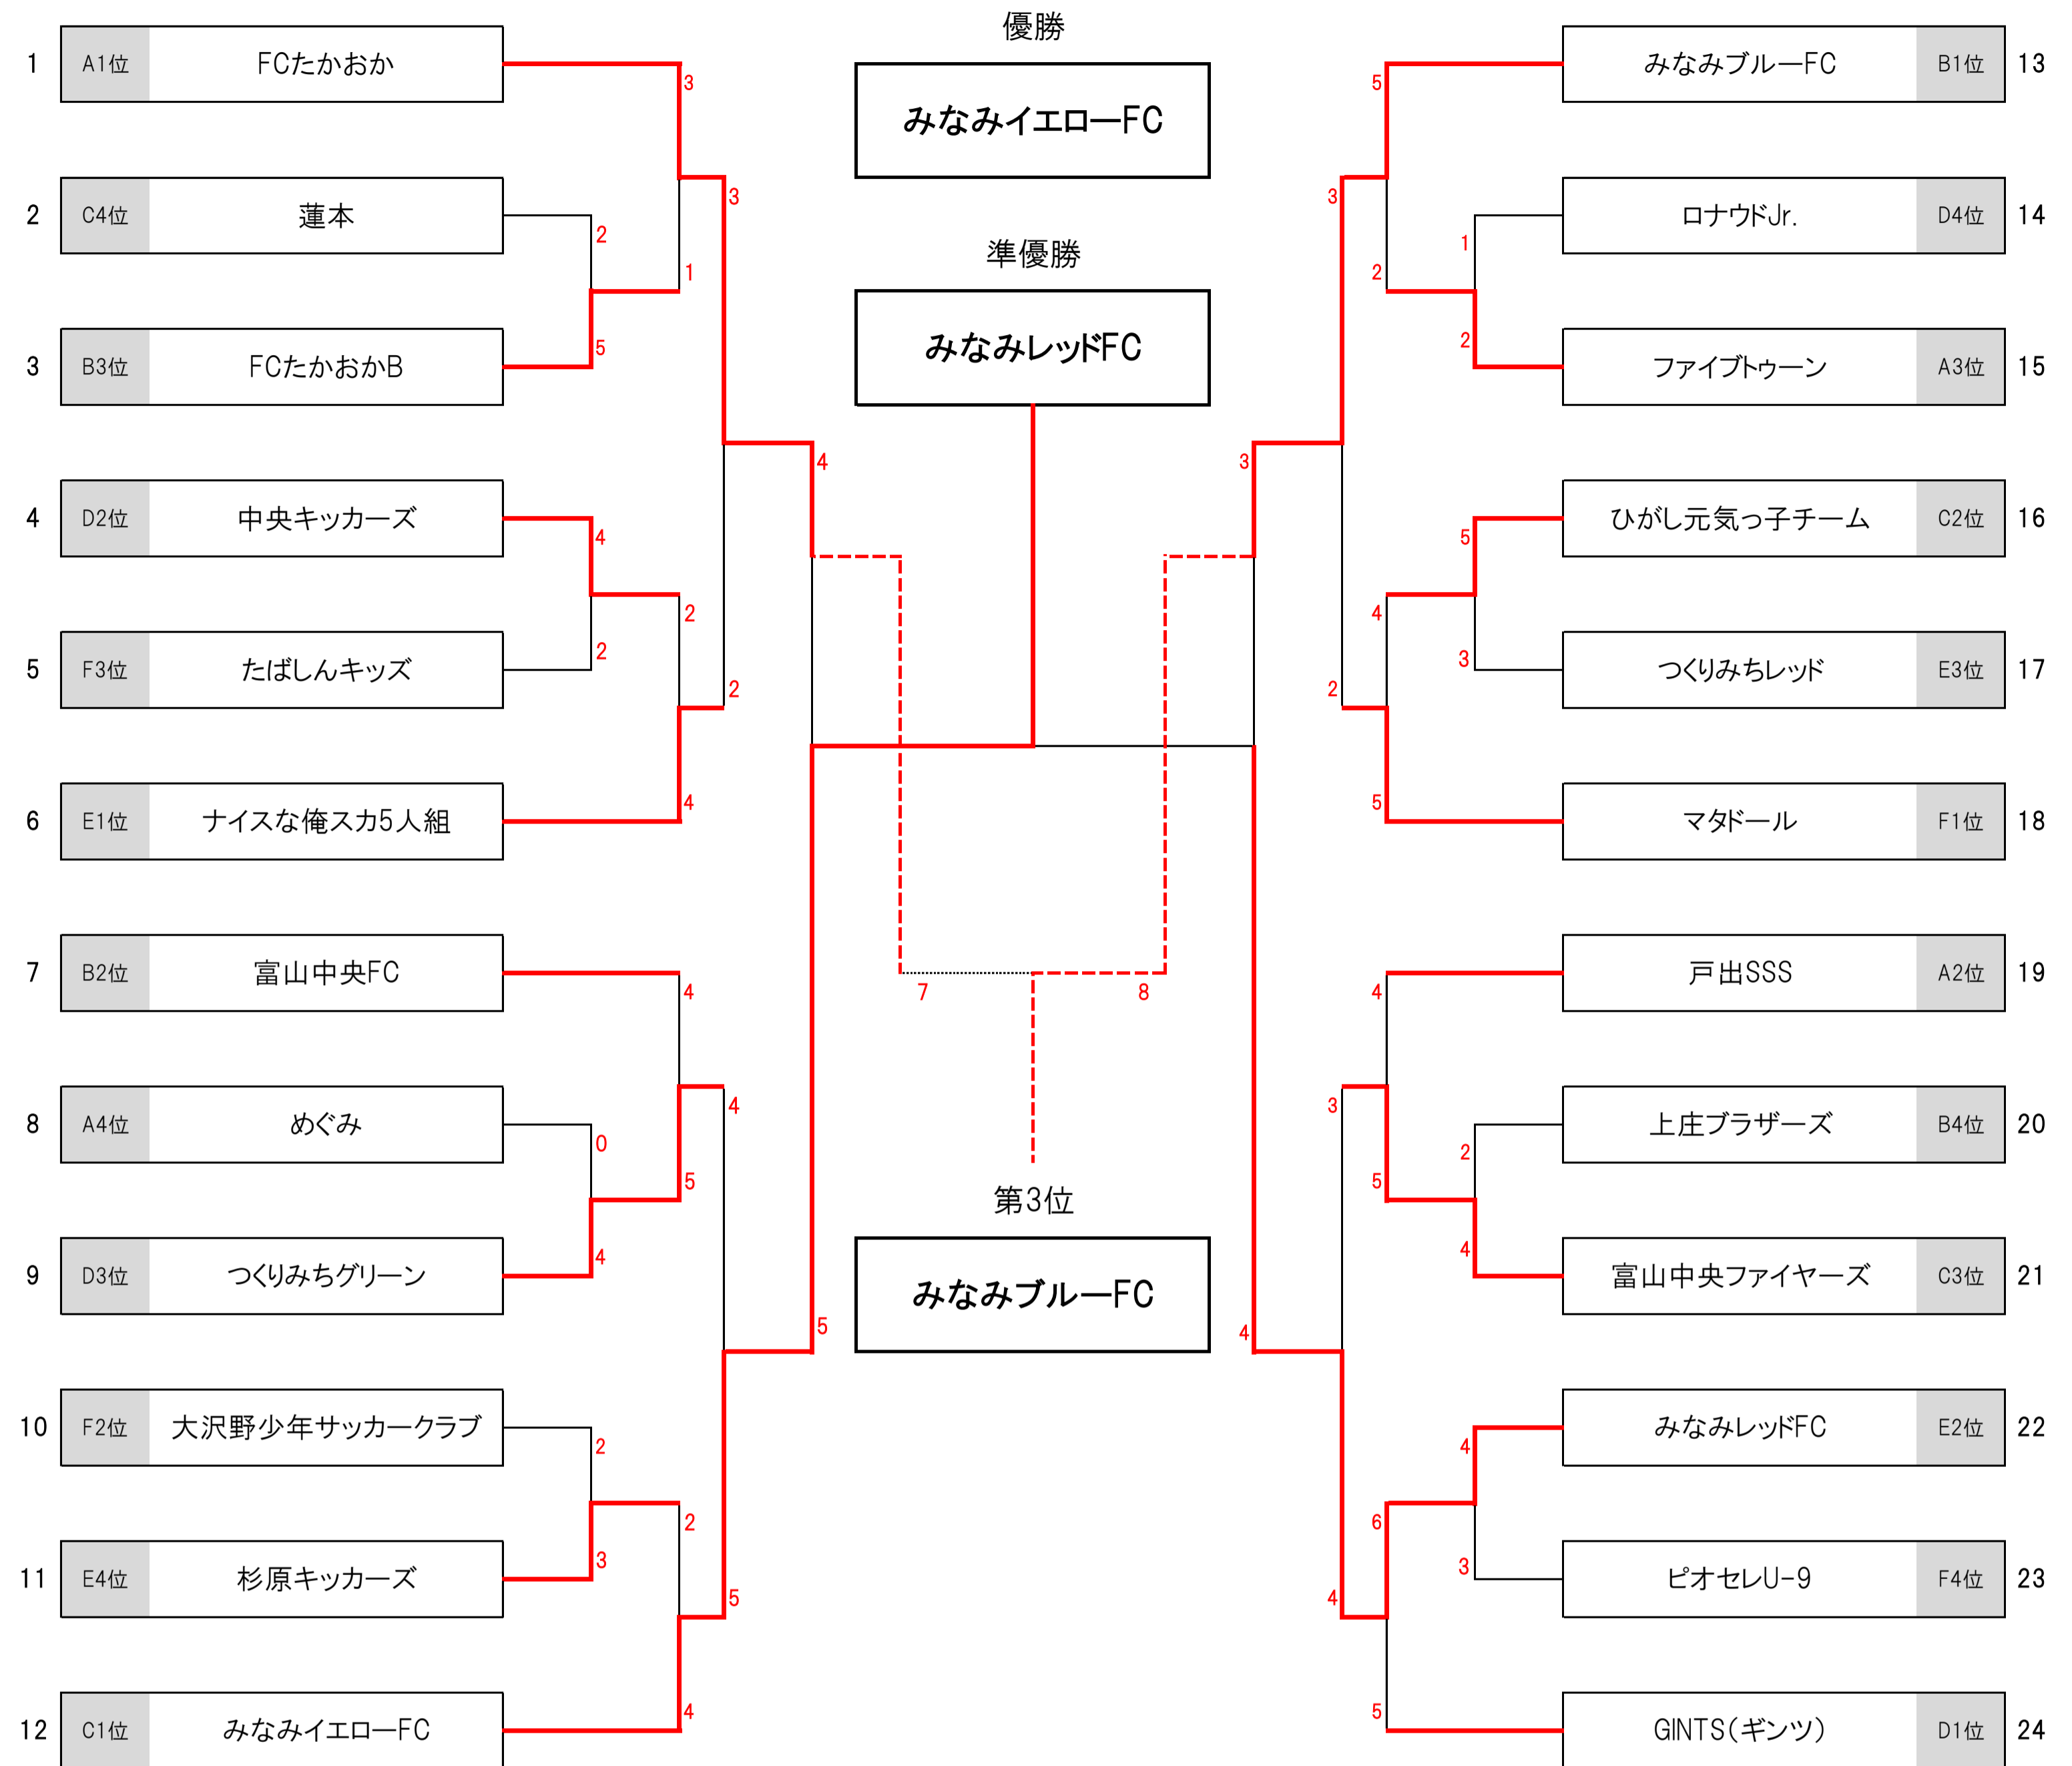 優勝
みなみイエローFC
準優勝
みなみレッドFC
第3位
みなみブルーFC
7
8
1 A1位 FCたかおか
3
3
2 C4位 蓮本
2
1
3 B3位 FCたかおかB
5
4
4 D2位 中央キッカーズ
4
2
5 F3位 たばしんキッズ
2
2
6 E1位 ナイスな俺スカ5人組
4
7 B2位 富山中央FC
4
4
8 A4位 めぐみ
0
5
9 D3位 つくりみちグリーン
4
5
10 F2位 大沢野少年サッカークラブ
2
2
11 E4位 杉原キッカーズ
3
5
12 C1位 みなみイエローFC
4
みなみブルーFC B1位 13
5
3
ロナウドJr. D4位 14
1
2
ファイブトゥーン A3位 15
2
3
ひがし元気っ子チーム C2位 16
5
4
つくりみちレッド E3位 17
3
2
マタドール F1位 18
5
戸出SSS A2位 19
4
3
上庄ブラザーズ B4位 20
2
5
富山中央ファイヤーズ C3位 21
4
4
みなみレッドFC E2位 22
4
6
ピオセレU-9 F4位 23
3
4
GINTS(ギンツ) D1位 24
5